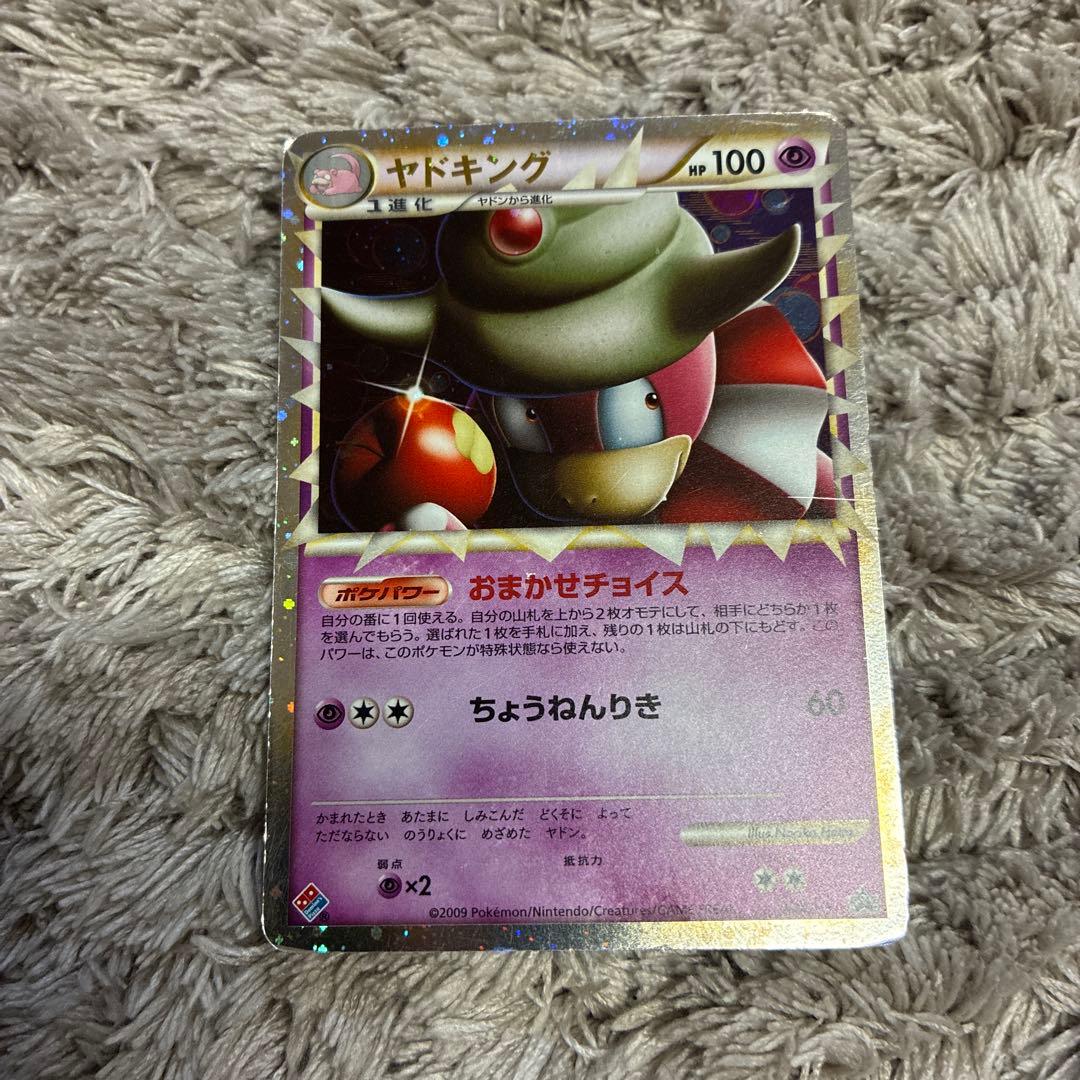 ヤドキング
HP 100
1進化
ヤドンから進化
ポケパワー おまかせチョイス
自分の番に1回使える。自分の山札を上から2枚オモテにして、相手にどちらか1枚
を選んでもらう。選ばれた1枚を手札に加え、残りの1枚は山札の下にもどす。この
パワーは、このポケモンが特殊状態なら使えない。
ちょうねんりき 60
かまれたとき あたまに しみこんだ どくそに よって
ただならない のうりょくに めざめた ヤドン。
Illus. Naoko
弱点
抵抗力
×2
Domino's
Pizza
®
©2009 Pokémon/Nintendo/Creatures/GAME FREAK